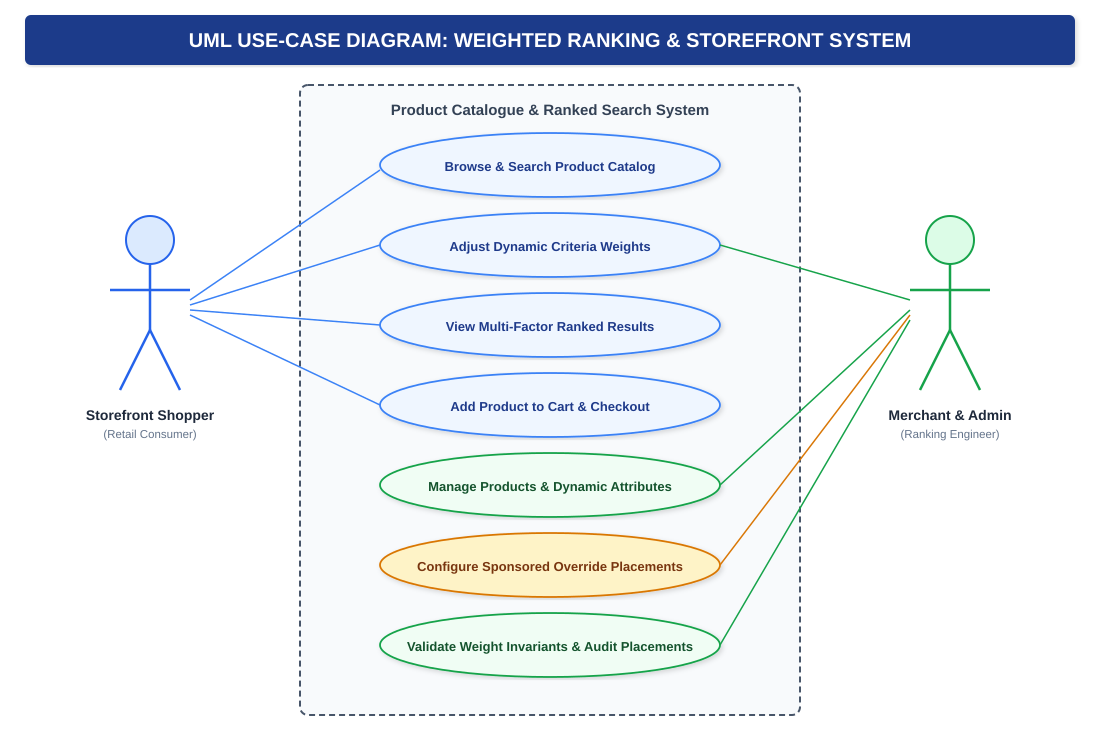 UML USE-CASE DIAGRAM: WEIGHTED RANKING & STOREFRONT SYSTEM
Product Catalogue & Ranked Search System
Browse & Search Product Catalog
Adjust Dynamic Criteria Weights
View Multi-Factor Ranked Results
Add Product to Cart & Checkout
Storefront Shopper
(Retail Consumer)
Merchant & Admin
(Ranking Engineer)
Manage Products & Dynamic Attributes
Configure Sponsored Override Placements
Validate Weight Invariants & Audit Placements